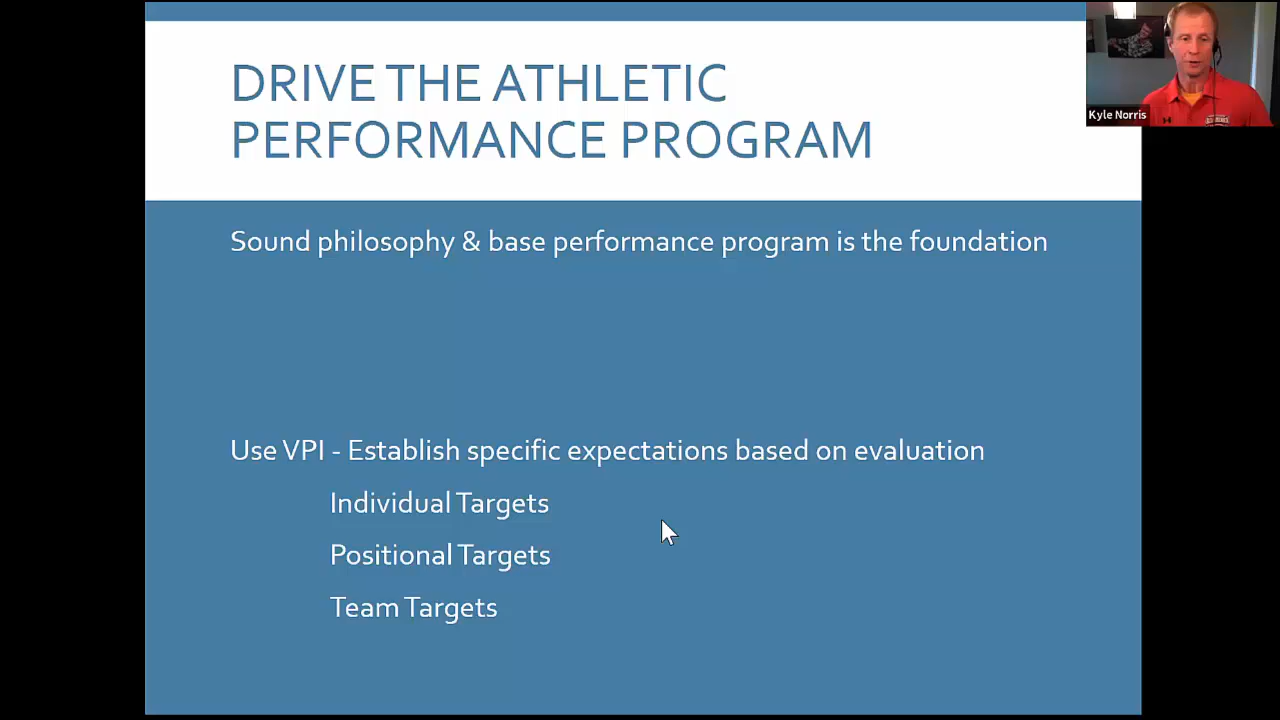 DRIVE THE ATHLETIC
PERFORMANCE PROGRAM
Kyle Norris
Sound philosophy & base performance program is the foundation
Use VPI - Establish specific expectations based on evaluation
Individual Targets
Positional Targets
Team Targets